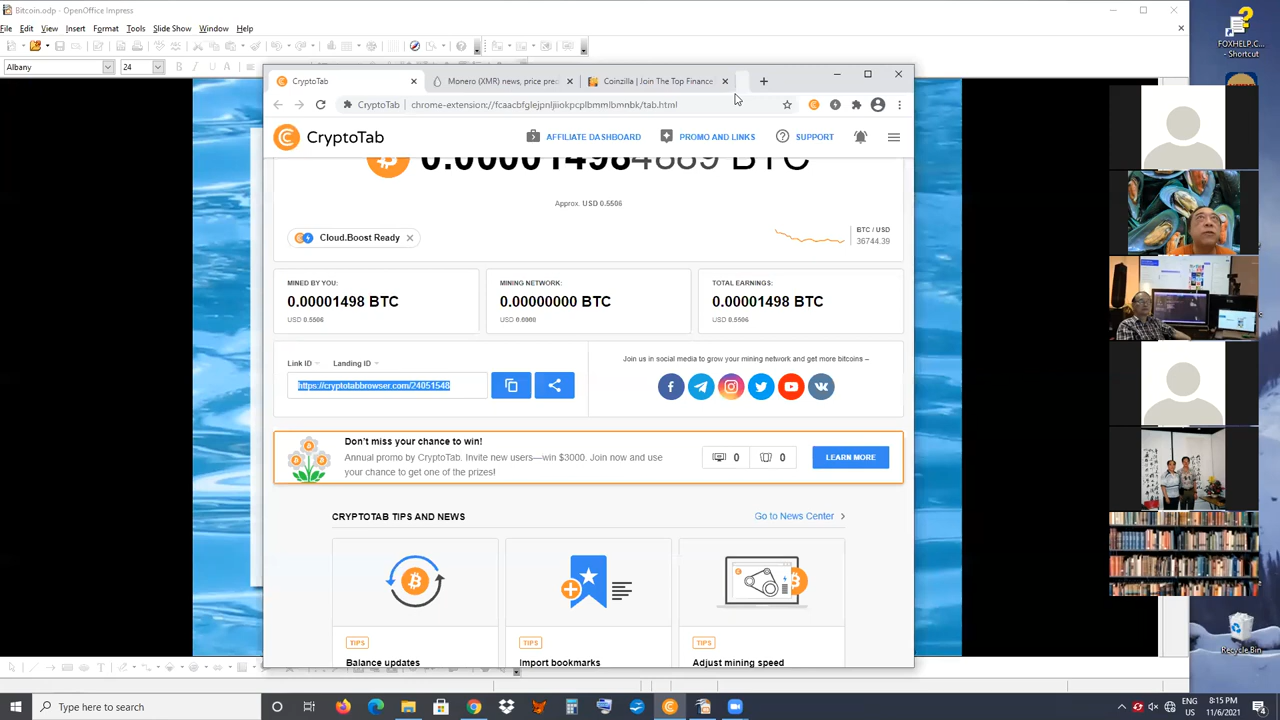 Bitcoin.odp - OpenOffice Impress
File Edit View Insert Format Tools Slide Show Window Help
Albany 24
CryptoTab
Monero (XMR) news, price pre
Coinzilla | Join The Top Finance
CryptoTab chrome-extension://fcaacbfglejpnljiiokpcplbmmlbmnbk/tab.html
CryptoTab AFFILIATE DASHBOARD PROMO AND LINKS SUPPORT
0.000014984889 BTC
Approx. USD 0.5506
Cloud.Boost Ready
BTC / USD
36744.39
MINED BY YOU: MINING NETWORK: TOTAL EARNINGS:
0.00001498 BTC 0.00000000 BTC 0.00001498 BTC
USD 0.5506 USD 0.0000 USD 0.5506
Join us in social media to grow your mining network and get more bitcoins –
Link ID Landing ID
https://cryptotabbrowser.com/24051548
Don't miss your chance to win!
Annual promo by CryptoTab. Invite new users—win $3000. Join now and use
your chance to get one of the prizes!
0 0 LEARN MORE
CRYPTOTAB TIPS AND NEWS Go to News Center
TIPS TIPS TIPS
Balance updates Import bookmarks Adjust mining speed
FOXHELP.C...
- Shortcut
Recycle Bin
Type here to search
ENG
US
8:15 PM
11/6/2021
4